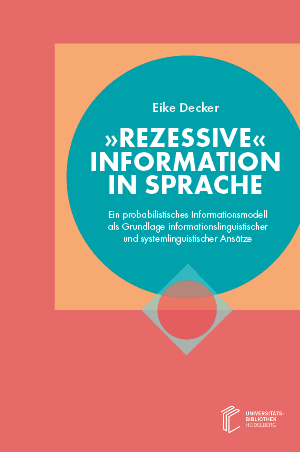 Eike Decker
»REZESSIVE«
INFORMATION
IN SPRACHE
Ein probabilistisches Informationsmodell
als Grundlage informationslinguistischer
und systemlinguistischer Ansätze
UNIVERSITÄTS-
BIBLIOTHEK
HEIDELBERG